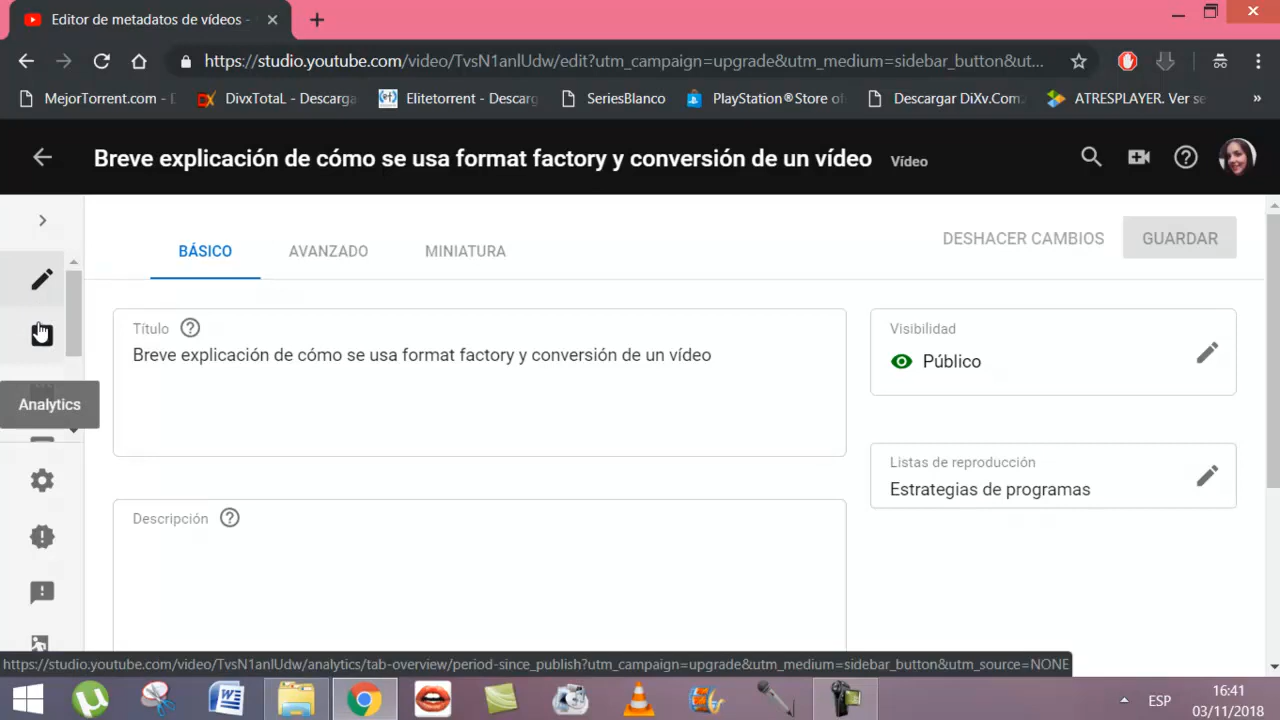 Editor de metadatos de vídeos -
https://studio.youtube.com/video/TvsN1anlUdw/edit?utm_campaign=upgrade&utm_medium=sidebar_button&ut...
MejorTorrent.com - D
DivxTotaL - Descarga
Elitetorrent - Descarg
SeriesBlanco
PlayStation®Store of
Descargar DiXv.Com
ATRESPLAYER. Ver se
»
Breve explicación de cómo se usa format factory y conversión de un vídeo
Vídeo
BÁSICO
AVANZADO
MINIATURA
DESHACER CAMBIOS
GUARDAR
Título
Breve explicación de cómo se usa format factory y conversión de un vídeo
Visibilidad
Público
Analytics
Listas de reproducción
Estrategias de programas
Descripción
https://studio.youtube.com/video/TvsN1anlUdw/analytics/tab-overview/period-since_publish?utm_campaign=upgrade&utm_medium=sidebar_button&utm_source=NONE
ESP
16:41
03/11/2018